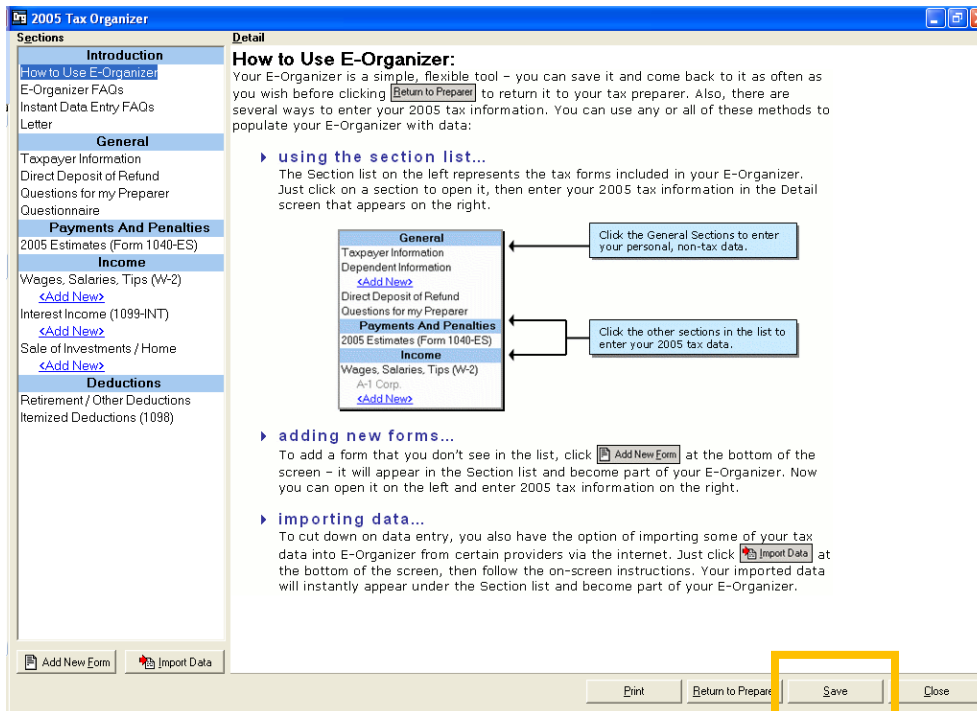 2005 Tax Organizer
Sections
Introduction
How to Use E-Organizer
E-Organizer FAQs
Instant Data Entry FAQs
Letter
General
Taxpayer Information
Direct Deposit of Refund
Questions for my Preparer
Questionnaire
Payments And Penalties
2005 Estimates (Form 1040-ES)
Income
Wages, Salaries, Tips (W-2)
<Add New>
Interest Income (1099-INT)
<Add New>
Sale of Investments / Home
<Add New>
Deductions
Retirement / Other Deductions
Itemized Deductions (1098)
Add New Form
Import Data
Detail
How to Use E-Organizer:
Your E-Organizer is a simple, flexible tool – you can save it and come back to it as often as
you wish before clicking Return to Preparer to return it to your tax preparer. Also, there are
several ways to enter your 2005 tax information. You can use any or all of these methods to
populate your E-Organizer with data:
using the section list...
The Section list on the left represents the tax forms included in your E-Organizer.
Just click on a section to open it, then enter your 2005 tax information in the Detail
screen that appears on the right.
General
Taxpayer Information
Dependent Information
<Add New>
Direct Deposit of Refund
Questions for my Preparer
Payments And Penalties
2005 Estimates (Form 1040-ES)
Income
Wages, Salaries, Tips (W-2)
A-1 Corp.
<Add New>
Click the General Sections to enter
your personal, non-tax data.
Click the other sections in the list to
enter your 2005 tax data.
adding new forms...
To add a form that you don't see in the list, click Add New Form at the bottom of the
screen – it will appear in the Section list and become part of your E-Organizer. Now
you can open it on the left and enter 2005 tax information on the right.
importing data...
To cut down on data entry, you also have the option of importing some of your tax
data into E-Organizer from certain providers via the internet. Just click Import Data at
the bottom of the screen, then follow the on-screen instructions. Your imported data
will instantly appear under the Section list and become part of your E-Organizer.
Print
Return to Prepare
Save
Close